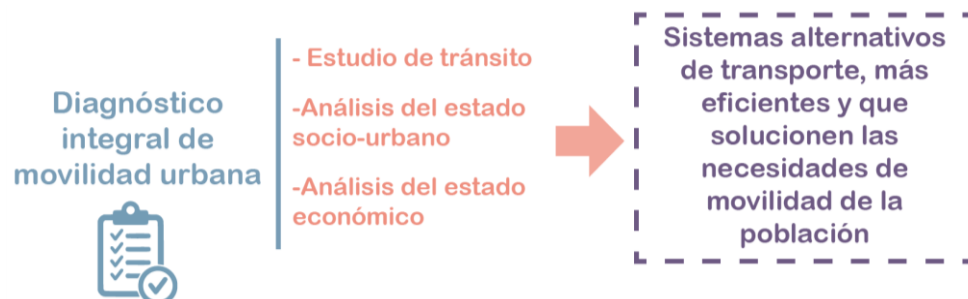 Diagnóstico
integral de
movilidad urbana
- Estudio de tránsito
-Análisis del estado
socio-urbano
-Análisis del estado
económico
Sistemas alternativos
de transporte, más
eficientes y que
solucionen las
necesidades de
movilidad de la
población